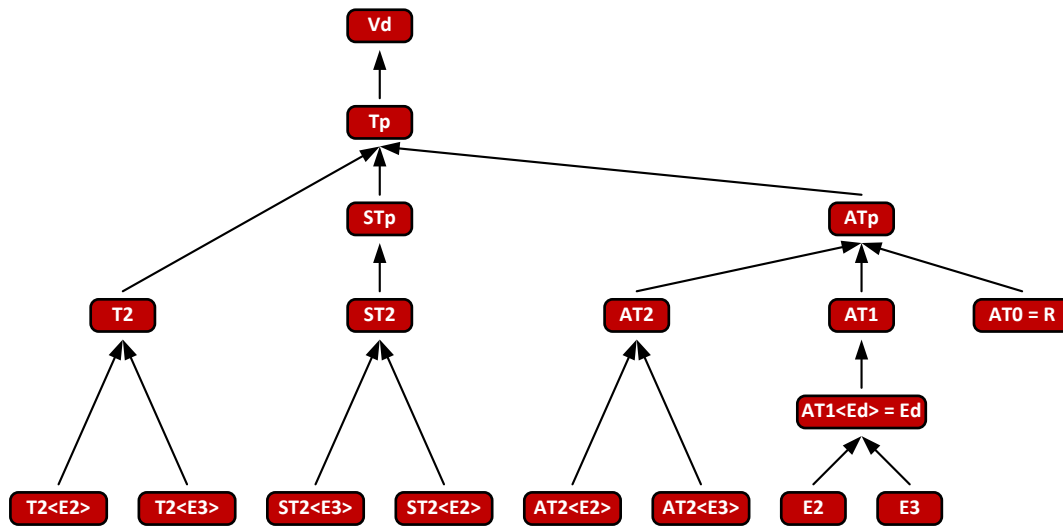 Vd
Tp
STp
ATp
T2
ST2
AT2
AT1
AT0 = R
AT1<Ed> = Ed
T2<E2>
T2<E3>
ST2<E3>
ST2<E2>
AT2<E2>
AT2<E3>
E2
E3